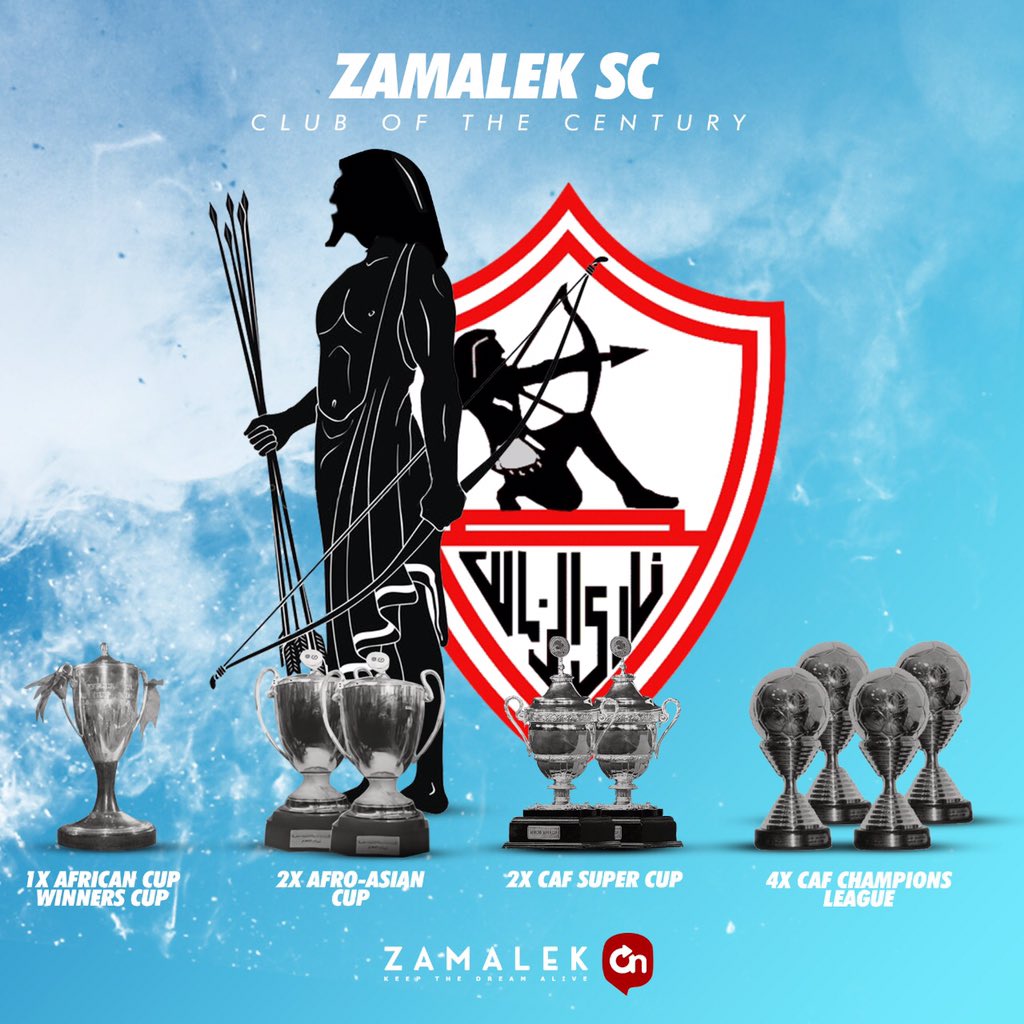 ZAMALEK SC
CLUB OF THE CENTURY
نادي الزمالك
1X AFRICAN CUP
WINNERS CUP
2X AFRO-ASIAN
CUP
2X CAF SUPER CUP
4X CAF CHAMPIONS
LEAGUE
ZAMALEK On
KEEP THE DREAM ALIVE